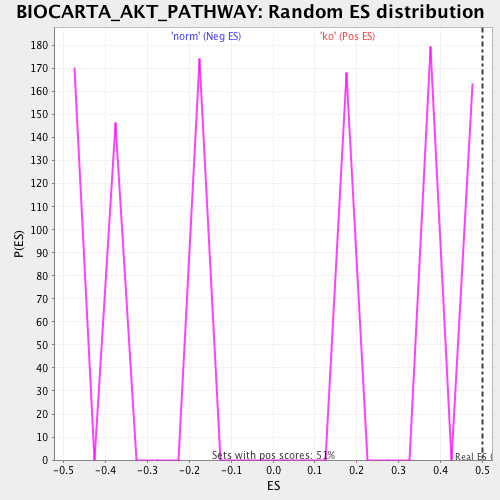 BIOCARTA_AKT_PATHWAY: Random ES distribution
'norm' (Neg ES) 'ko' (Pos ES)
180
170
160
150
140
130
120
110
100
90
80
70
60
50
40
30
20
10
0
P(ES)
Sets with pos scores: 51%
Real ES (
-0.5 -0.4 -0.3 -0.2 -0.1 0.0 0.1 0.2 0.3 0.4 0.5
ES